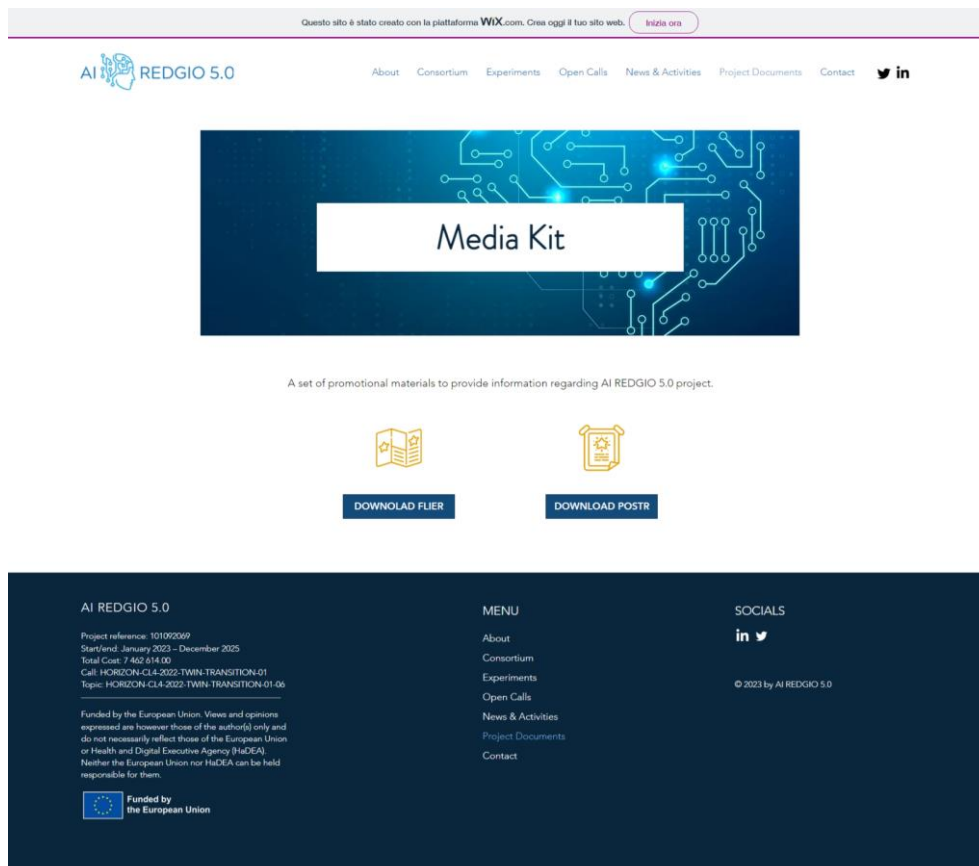 Questo sito è stato creato con la piattaforma WiX.com. Crea oggi il tuo sito web. Inizia ora
AI REDGIO 5.0
About Consortium Experiments Open Calls News & Activities Project Documents Contact
Media Kit
A set of promotional materials to provide information regarding AI REDGIO 5.0 project.
DOWNOLAD FLIER DOWNLOAD POSTR
AI REDGIO 5.0
Project reference: 101092069
Start/end: January 2023 – December 2025
Total Cost: 7 462 614.00
Call: HORIZON-CL4-2022-TWIN-TRANSITION-01
Topic: HORIZON-CL4-2022-TWIN-TRANSITION-01-06
Funded by the European Union. Views and opinions
expressed are however those of the author(s) only and
do not necessarily reflect those of the European Union
or Health and Digital Executive Agency (HaDEA).
Neither the European Union nor HaDEA can be held
responsible for them.
Funded by
the European Union
MENU
About
Consortium
Experiments
Open Calls
News & Activities
Project Documents
Contact
SOCIALS
© 2023 by AI REDGIO 5.0